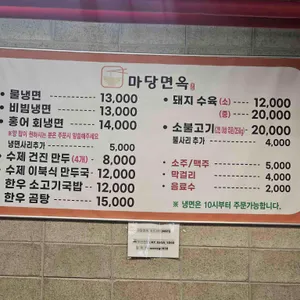 마당면옥
• 물냉면 13,000
• 비빔냉면 13,000
• 홍어 회냉면 14,000
냉면사리추가 5,000
• 수제 건진 만두(4개) 8,000
• 수제 이북식 만두국 12,000
• 한우 소고기국밥 12,000
• 한우 곰탕 15,000
• 돼지 수육 (소) 12,000
(중) 20,000
• 소불고기 20,000
물사리 추가 4,000
• 소주/맥주 5,000
• 막걸리 4,000
• 음료수 2,000
※ 냉면은 10시부터 주문가능합니다.